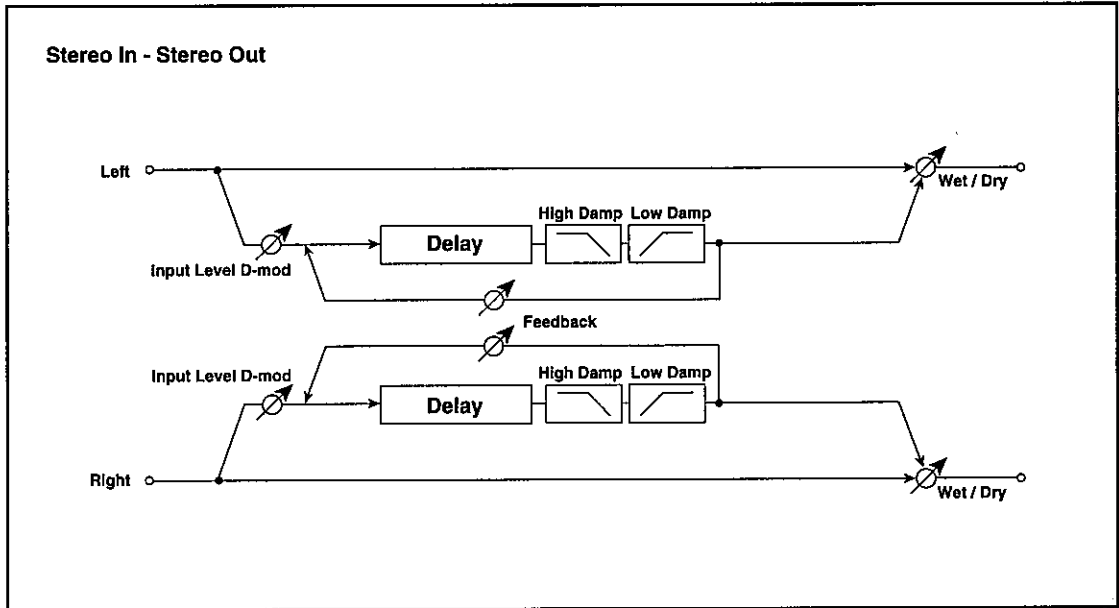 Stereo In - Stereo Out
Left
Wet / Dry
High Damp Low Damp
Delay
Input Level D-mod
Feedback
Input Level D-mod
High Damp Low Damp
Delay
Right
Wet / Dry